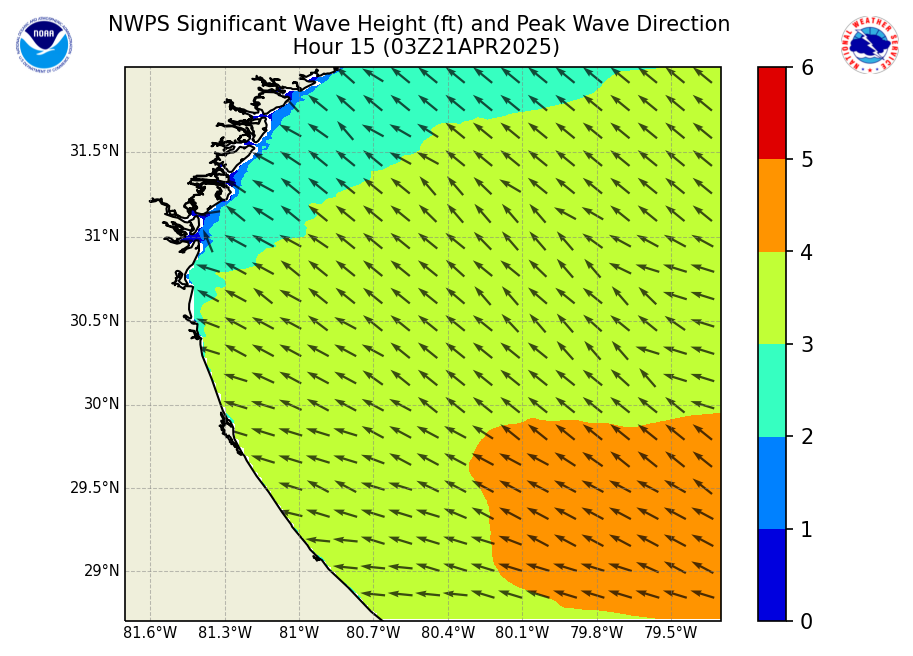 NWPS Significant Wave Height (ft) and Peak Wave Direction
Hour 15 (03Z21APR2025)
NOAA
NATIONAL WEATHER SERVICE
31.5°N
31°N
30.5°N
30°N
29.5°N
29°N
81.6°W 81.3°W 81°W 80.7°W 80.4°W 80.1°W 79.8°W 79.5°W
6
5
4
3
2
1
0